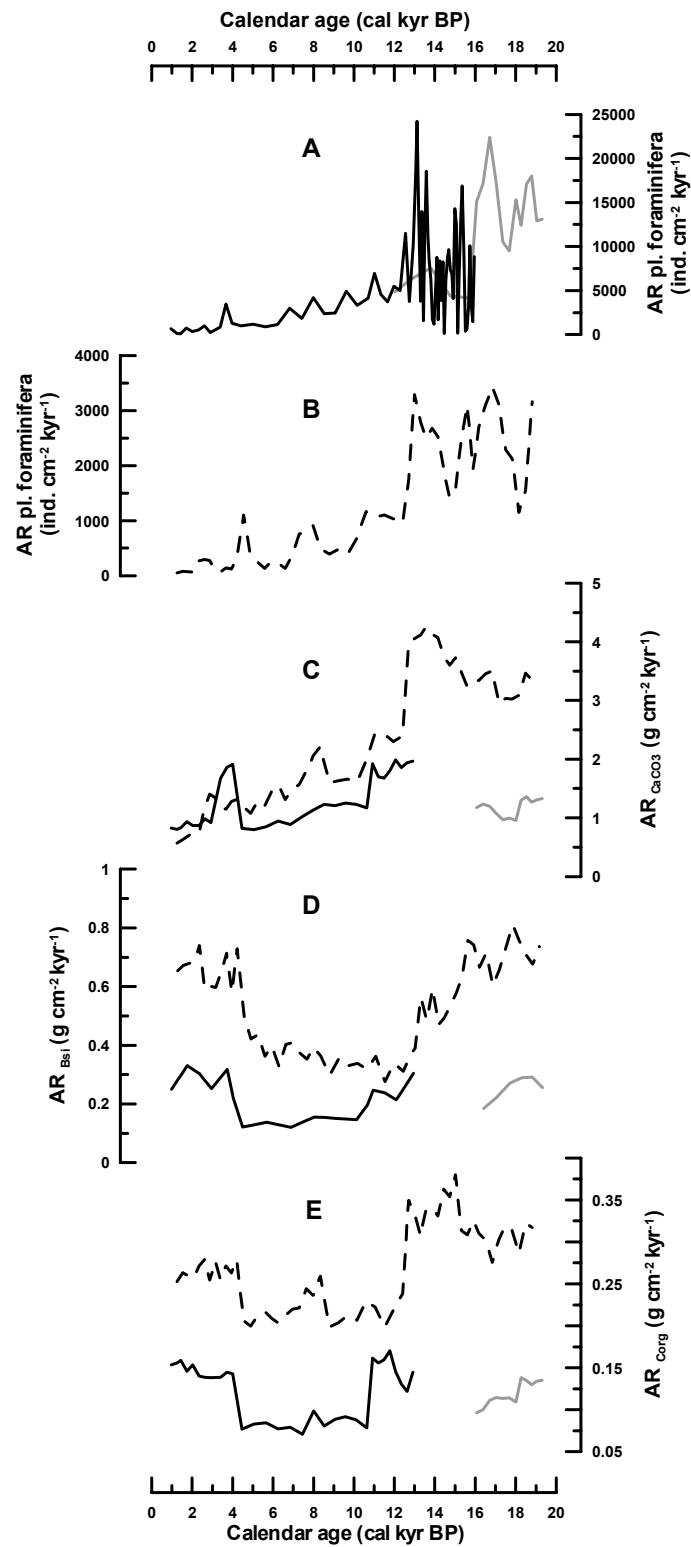 Calendar age (cal kyr BP)
0 2 4 6 8 10 12 14 16 18 20
A
25000
20000
15000
10000
5000
0
AR pl. foraminifera
(ind. cm⁻² kyr⁻¹)
B
4000
3000
2000
1000
0
AR pl. foraminifera
(ind. cm⁻² kyr⁻¹)
C
5
4
3
2
1
0
AR CaCO3 (g cm⁻² kyr⁻¹)
D
1
0.8
0.6
0.4
0.2
0
AR Bsi (g cm⁻² kyr⁻¹)
E
0.35
0.25
0.15
0.05
AR Corg (g cm⁻² kyr⁻¹)
0 2 4 6 8 10 12 14 16 18 20
Calendar age (cal kyr BP)